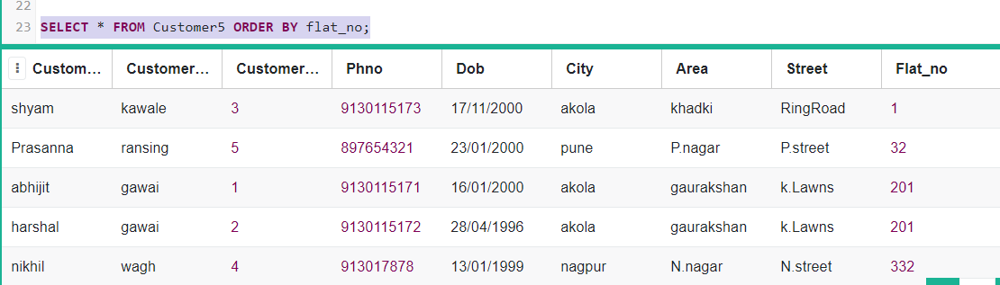 22
23 SELECT * FROM Customer5 ORDER BY flat_no;
Custom... Customer... Customer... Phno Dob City Area Street Flat_no
shyam kawale 3 9130115173 17/11/2000 akola khadki RingRoad 1
Prasanna ransing 5 897654321 23/01/2000 pune P.nagar P.street 32
abhijit gawai 1 9130115171 16/01/2000 akola gaurakshan k.Lawns 201
harshal gawai 2 9130115172 28/04/1996 akola gaurakshan k.Lawns 201
nikhil wagh 4 913017878 13/01/1999 nagpur N.nagar N.street 332